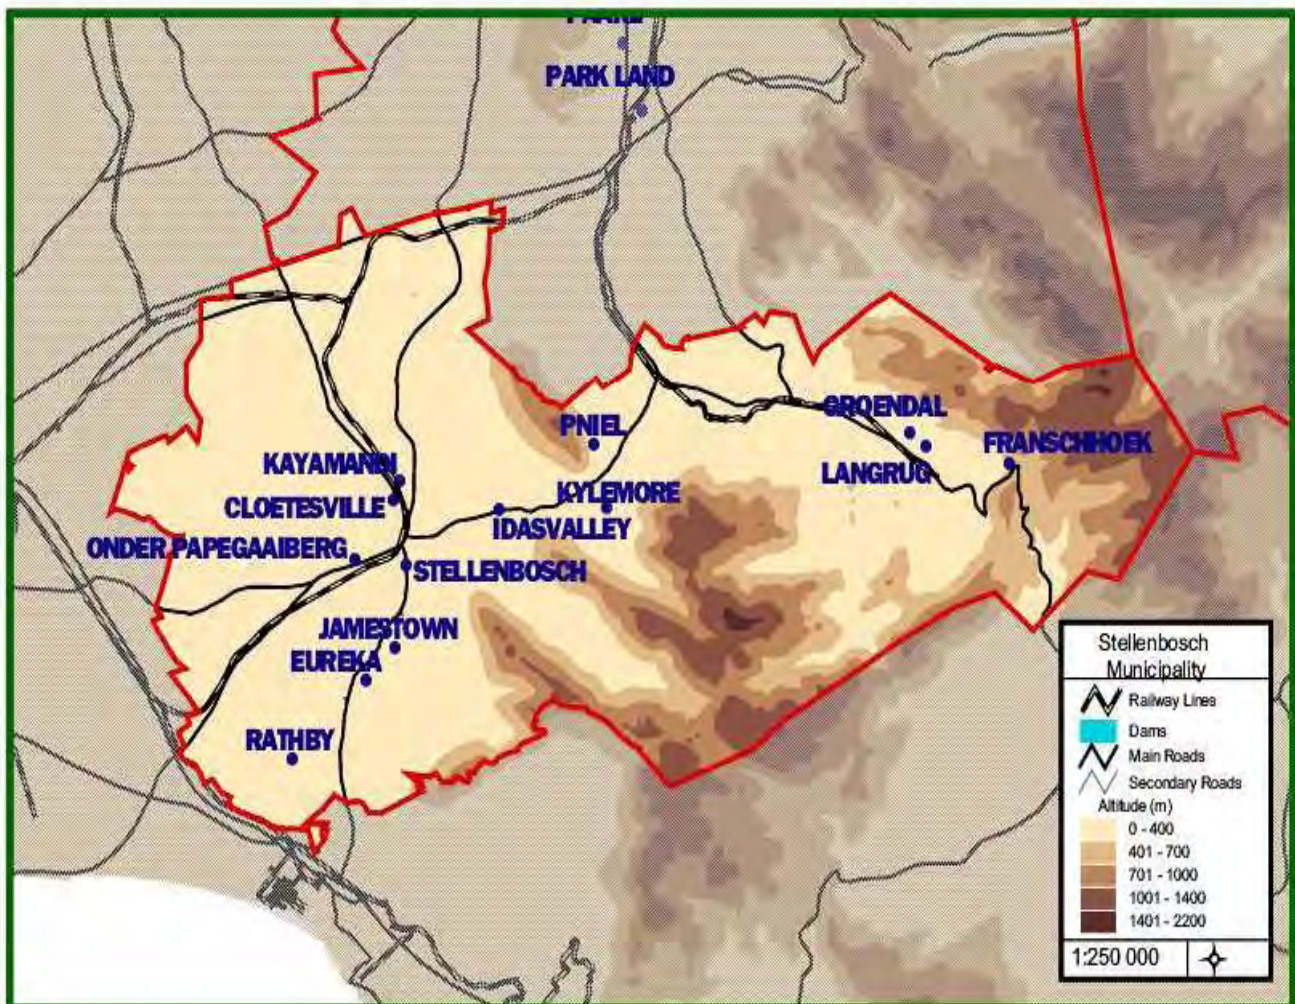 PAARL
PARK LAND
GROENDAL
PNIEL
FRANSCHHOEK
KAYAMANDI
LANGRUG
CLOETESVILLE
KYLEMORE
IDASVALLEY
ONDER PAPEGAAIBERG
STELLENBOSCH
JAMESTOWN
EUREKA
RATHBY
Stellenbosch
Municipality
Railway Lines
Dams
Main Roads
Secondary Roads
Altitude (m)
0 - 400
401 - 700
701 - 1000
1001 - 1400
1401 - 2200
1:250 000